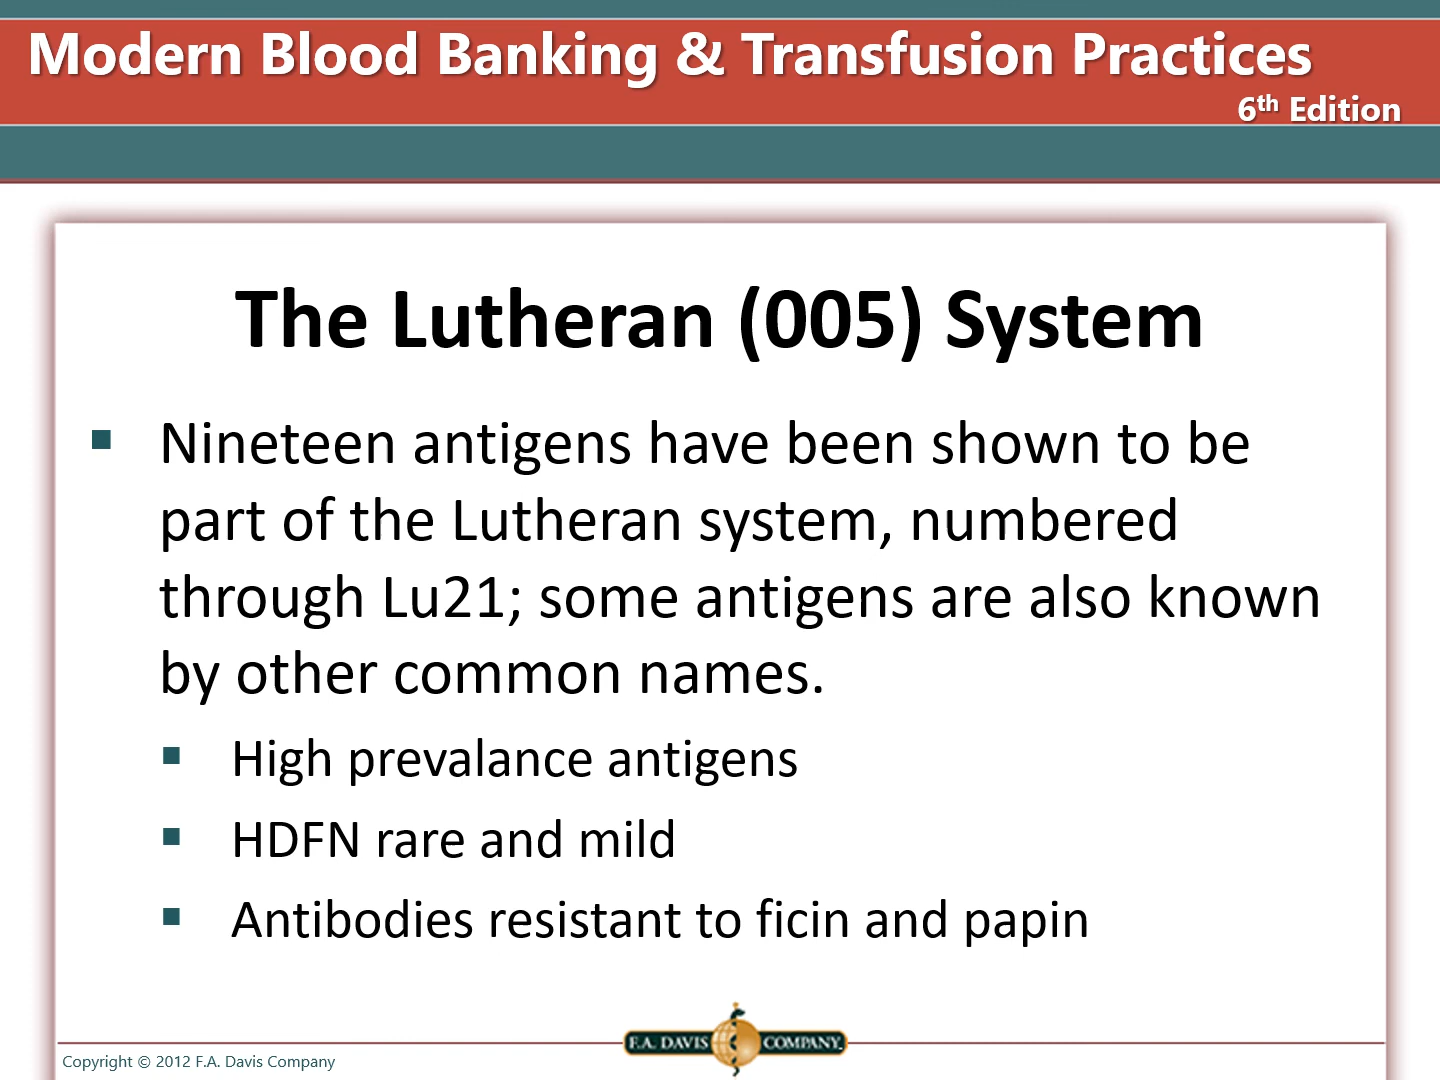 Modern Blood Banking & Transfusion Practices
6th Edition
The Lutheran (005) System
▪ Nineteen antigens have been shown to be
part of the Lutheran system, numbered
through Lu21; some antigens are also known
by other common names.
▪ High prevalance antigens
▪ HDFN rare and mild
▪ Antibodies resistant to ficin and papin
F.A. DAVIS COMPANY
Copyright © 2012 F.A. Davis Company